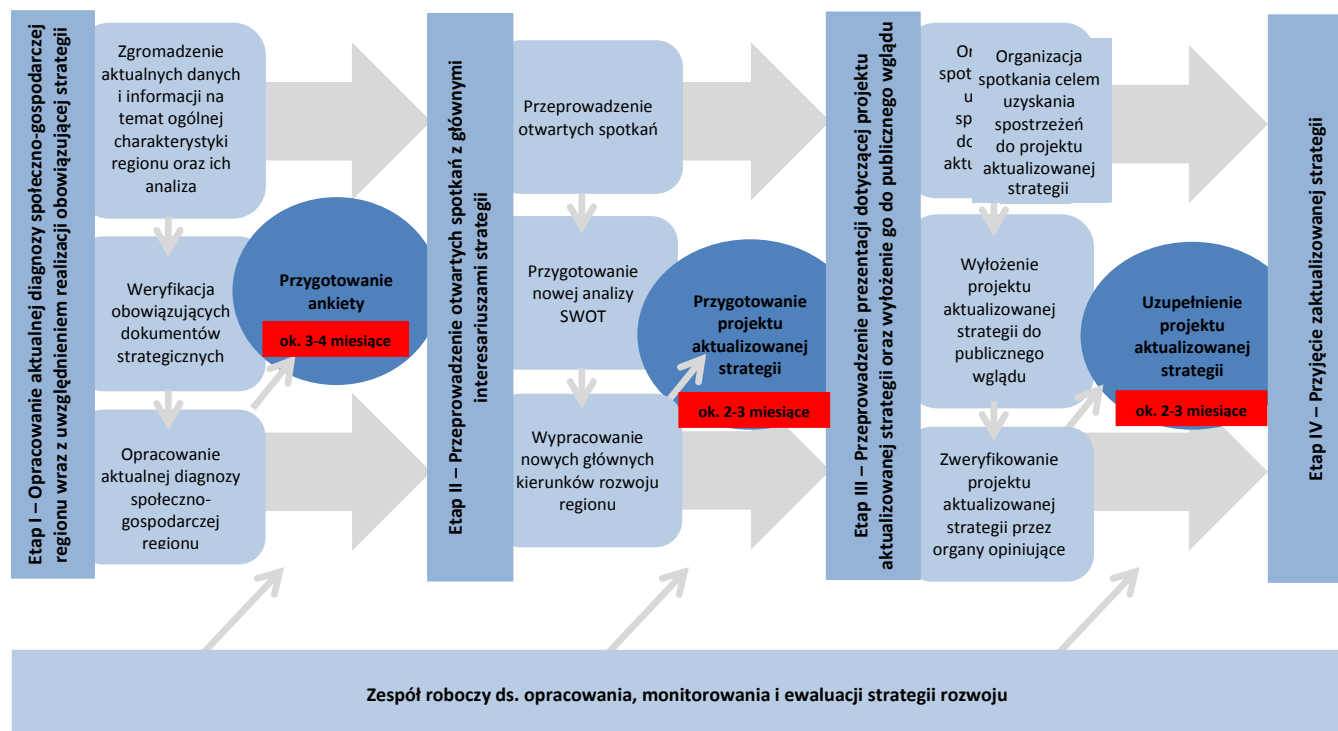 Etap I – Opracowanie aktualnej diagnozy społeczno-gospodarczej
regionu wraz z uwzględnieniem realizacji obowiązującej strategii
Zgromadzenie
aktualnych danych
i informacji na
temat ogólnej
charakterystyki
regionu oraz ich
analiza
Weryfikacja
obowiązujących
dokumentów
strategicznych
Opracowanie
aktualnej diagnozy
społeczno-
gospodarczej
regionu
Przygotowanie
ankiety
ok. 3-4 miesiące
Etap II – Przeprowadzenie otwartych spotkań z głównymi
interesariuszami strategii
Przeprowadzenie
otwartych spotkań
Przygotowanie
nowej analizy
SWOT
Wypracowanie
nowych głównych
kierunków rozwoju
regionu
Przygotowanie
projektu
aktualizowanej
strategii
ok. 2-3 miesiące
Etap III – Przeprowadzenie prezentacji dotyczącej projektu
aktualizowanej strategii oraz wyłożenie go do publicznego wglądu
Organizacja
spotkania celem
uzyskania
spostrzeżeń
do projektu
aktualizowanej
strategii
Wyłożenie
projektu
aktualizowanej
strategii do
publicznego
wglądu
Zweryfikowanie
projektu
aktualizowanej
strategii przez
organy opiniujące
Uzupełnienie
projektu
aktualizowanej
strategii
ok. 2-3 miesiące
Etap IV – Przyjęcie zaktualizowanej strategii
Zespół roboczy ds. opracowania, monitorowania i ewaluacji strategii rozwoju